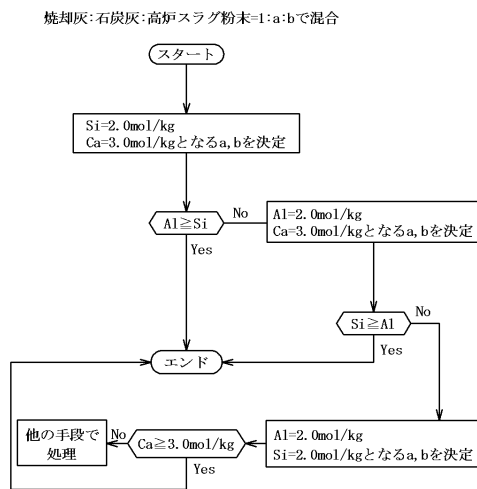 焼却灰:石炭灰:高炉スラグ粉末=1:a:bで混合
スタート
Si=2.0mol/kg
Ca=3.0mol/kgとなるa,bを決定
Al≧Si
No
Yes
Al=2.0mol/kg
Ca=3.0mol/kgとなるa,bを決定
Si≧Al
No
Yes
エンド
Al=2.0mol/kg
Si=2.0mol/kgとなるa,bを決定
Ca≧3.0mol/kg
No
Yes
他の手段で
処理